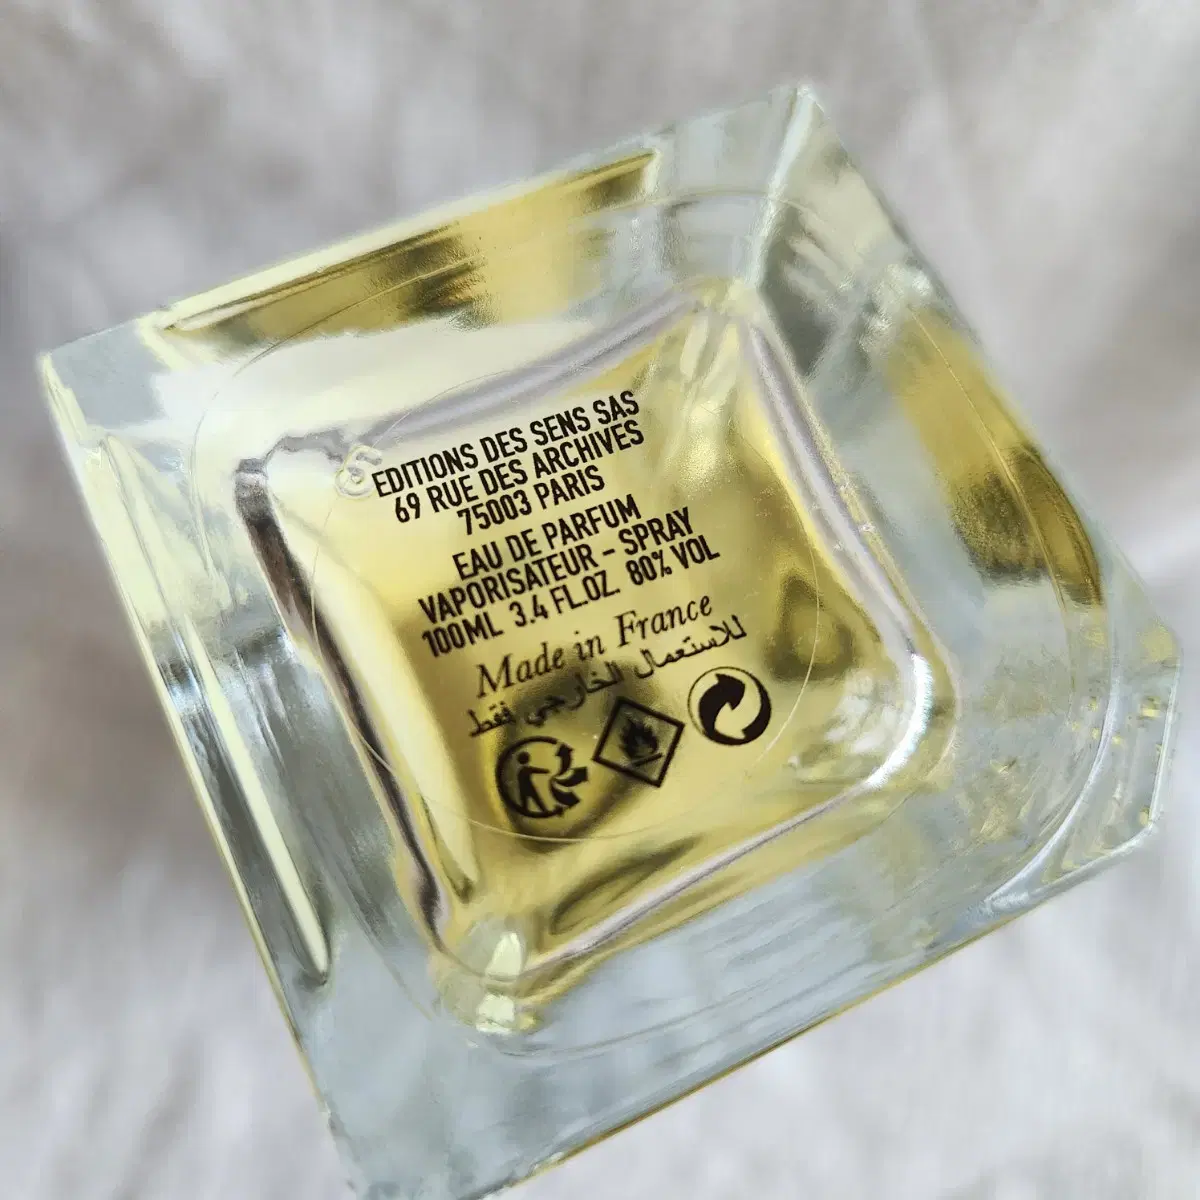 EDITIONS DES SENS SAS
69 RUE DES ARCHIVES
75003 PARIS
EAU DE PARFUM
VAPORISATEUR - SPRAY
100ML 3.4 FL.OZ. 80% VOL
Made in France
للاستعمال الخارجي فقط